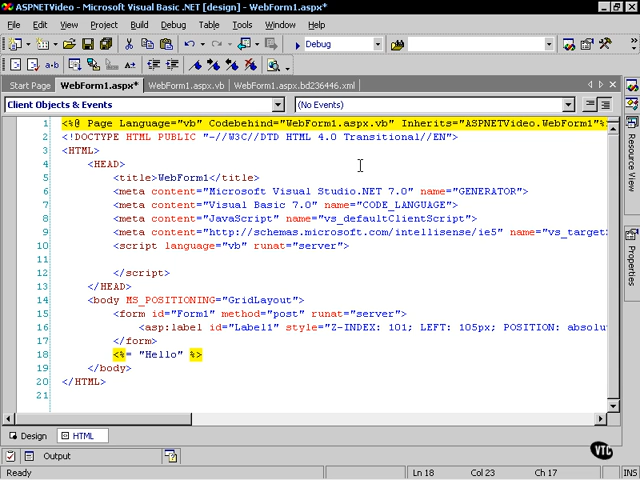 ASPNETVideo - Microsoft Visual Basic .NET [design] - WebForm1.aspx*
File Edit View Project Build Debug Table Tools Window Help
Debug
Start Page WebForm1.aspx* WebForm1.aspx.vb WebForm1.aspx.bd236446.xml
Client Objects & Events (No Events)
1 <%@ Page Language="vb" Codebehind="WebForm1.aspx.vb" Inherits="ASPNETVideo.WebForm1"%>
2 <!DOCTYPE HTML PUBLIC "-//W3C//DTD HTML 4.0 Transitional//EN">
3 <HTML>
4 <HEAD>
5 <title>WebForm1</title>
6 <meta content="Microsoft Visual Studio.NET 7.0" name="GENERATOR">
7 <meta content="Visual Basic 7.0" name="CODE_LANGUAGE">
8 <meta content="JavaScript" name="vs_defaultClientScript">
9 <meta content="http://schemas.microsoft.com/intellisense/ie5" name="vs_target
10 <script language="vb" runat="server">
11
12 </script>
13 </HEAD>
14 <body MS_POSITIONING="GridLayout">
15 <form id="Form1" method="post" runat="server">
16 <asp:label id="Label1" style="Z-INDEX: 101; LEFT: 105px; POSITION: absolu
17 </form>
18 <%= "Hello" %>
19 </body>
20 </HTML>
21
Resource View
Properties
Design HTML
Output
VTC
Ready Ln 18 Col 23 Ch 17 INS